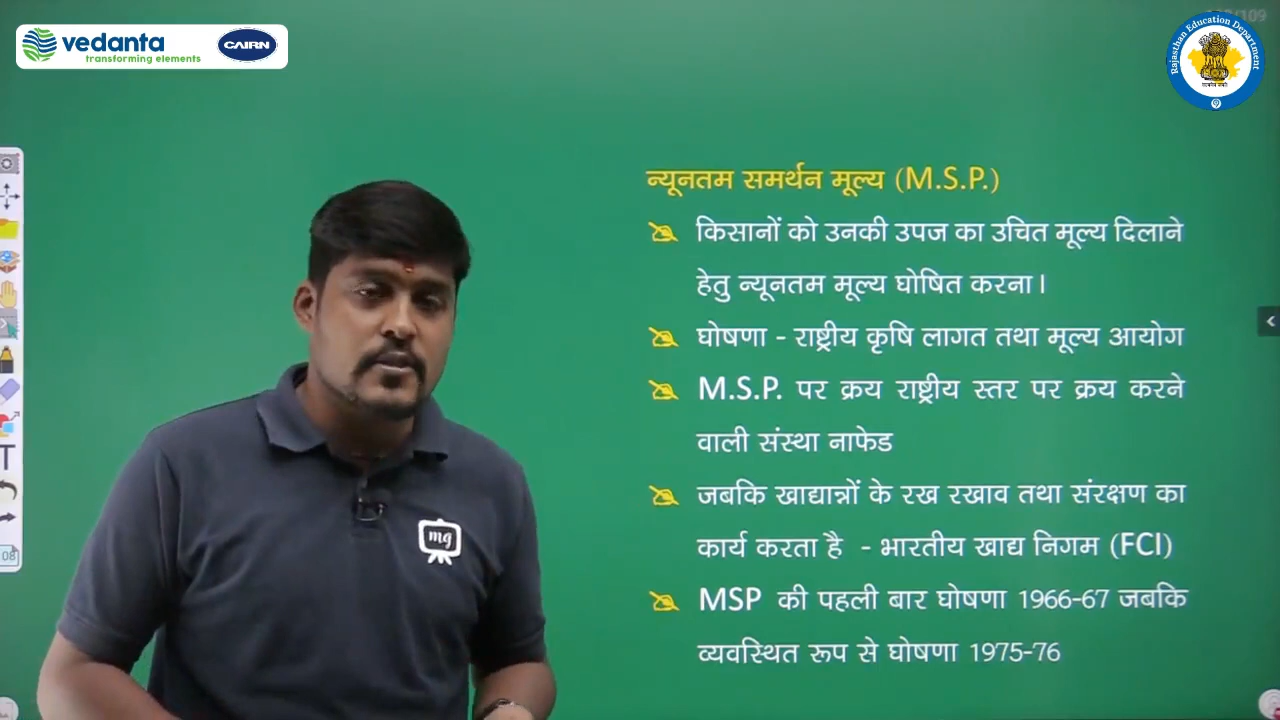 vedanta
transforming elements
CAIRN
/109
Rajasthan Education Department
न्यूनतम समर्थन मूल्य (M.S.P.)
किसानों को उनकी उपज का उचित मूल्य दिलाने
हेतु न्यूनतम मूल्य घोषित करना।
घोषणा - राष्ट्रीय कृषि लागत तथा मूल्य आयोग
M.S.P. पर क्रय राष्ट्रीय स्तर पर क्रय करने
वाली संस्था नाफेड
जबकि खाद्यान्नों के रख रखाव तथा संरक्षण का
कार्य करता है - भारतीय खाद्य निगम (FCI)
MSP की पहली बार घोषणा 1966-67 जबकि
व्यवस्थित रूप से घोषणा 1975-76
mg
T
08